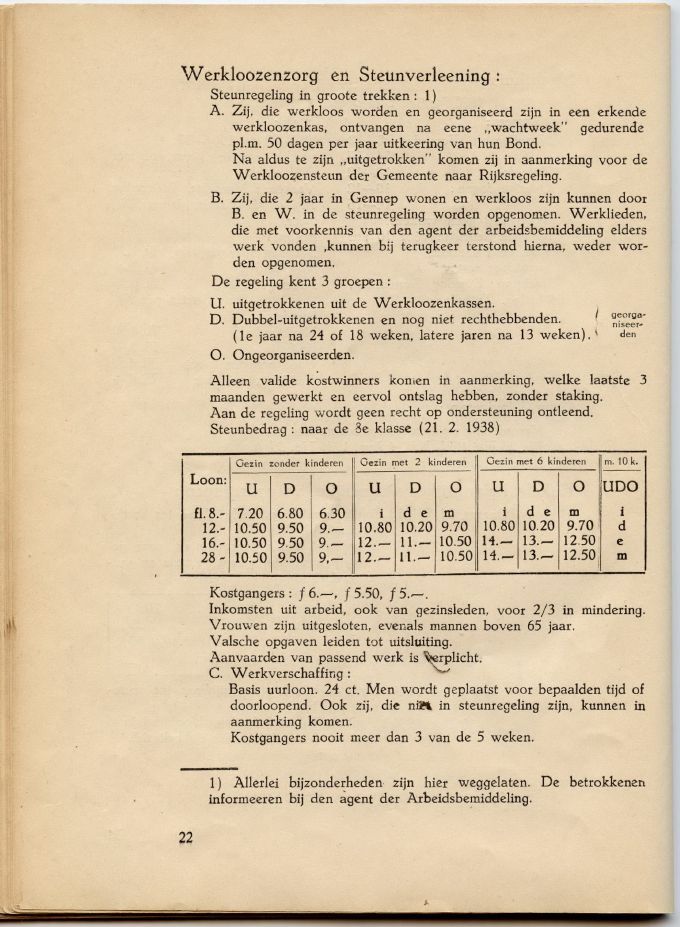 Werkloozenzorg en Steunverleening :
Steunregeling in groote trekken : 1)
A. Zij, die werkloos worden en georganiseerd zijn in een erkende
werkloozenkas, ontvangen na eene „wachtweek" gedurende
pl.m. 50 dagen per jaar uitkeering van hun Bond.
Na aldus te zijn „uitgetrokken" komen zij in aanmerking voor de
Werkloozensteun der Gemeente naar Rijksregeling.
B. Zij, die 2 jaar in Gennep wonen en werkloos zijn kunnen door
B. en W. in de steunregeling worden opgenomen. Werklieden,
die met voorkennis van den agent der arbeidsbemiddeling elders
werk vonden ,kunnen bij terugkeer terstond hierna, weder wor-
den opgenomen.
De regeling kent 3 groepen :
U. uitgetrokkenen uit de Werkloozenkassen.
D. Dubbel-uitgetrokkenen en nog niet rechthebbenden.
(1e jaar na 24 of 18 weken, latere jaren na 13 weken).
georga-
niseer-
den
O. Ongeorganiseerden.
Alleen valide kostwinners komen in aanmerking, welke laatste 3
maanden gewerkt en eervol ontslag hebben, zonder staking.
Aan de regeling wordt geen recht op ondersteuning ontleend.
Steunbedrag : naar de 8e klasse (21. 2. 1938)
Loon: Gezin zonder kinderen Gezin met 2 kinderen Gezin met 6 kinderen m. 10 k.
U D O U D O U D O UDO
fl. 8.- 7.20 6.80 6.30 i d e m i d e m i
12.- 10.50 9.50 9.— 10.80 10.20 9.70 10.80 10.20 9.70 d
16.- 10.50 9.50 9.— 12.— 11.— 10.50 14.— 13.— 12.50 e
28 - 10.50 9.50 9,— 12.— 11.— 10.50 14.— 13.— 12.50 m
Kostgangers : ƒ 6.—, ƒ 5.50, ƒ 5.—.
Inkomsten uit arbeid, ook van gezinsleden, voor 2/3 in mindering.
Vrouwen zijn uitgesloten, evenals mannen boven 65 jaar.
Valsche opgaven leiden tot uitsluiting.
Aanvaarden van passend werk is verplicht.
C. Werkverschaffing :
Basis uurloon. 24 ct. Men wordt geplaatst voor bepaalden tijd of
doorloopend. Ook zij, die niet in steunregeling zijn, kunnen in
aanmerking komen.
Kostgangers nooit meer dan 3 van de 5 weken.
1) Allerlei bijzonderheden zijn hier weggelaten. De betrokkenen
informeeren bij den agent der Arbeidsbemiddeling.
22